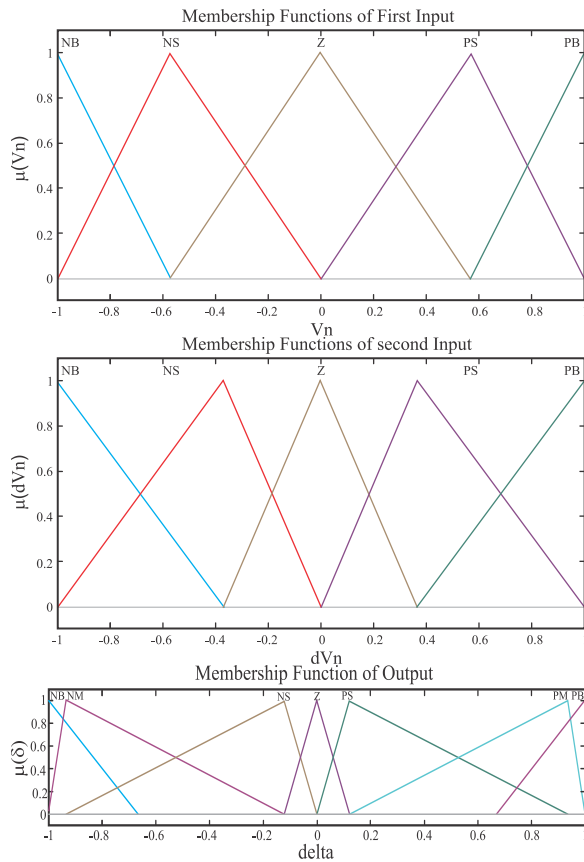 Membership Functions of First Input
NB NS Z PS PB
1
0.8
0.6
0.4
0.2
0
μ(Vn)
-1 -0.8 -0.6 -0.4 -0.2 0 0.2 0.4 0.6 0.8
Vn
Membership Functions of second Input
NB NS Z PS PB
1
0.8
0.6
0.4
0.2
0
μ(dVn)
-1 -0.8 -0.6 -0.4 -0.2 0 0.2 0.4 0.6 0.8
dVn
Membership Function of Output
NB NM NS Z PS PM PB
1
0.8
0.6
0.4
0.2
0
μ(δ)
-1 -0.8 -0.6 -0.4 -0.2 0 0.2 0.4 0.6 0.8 1
delta